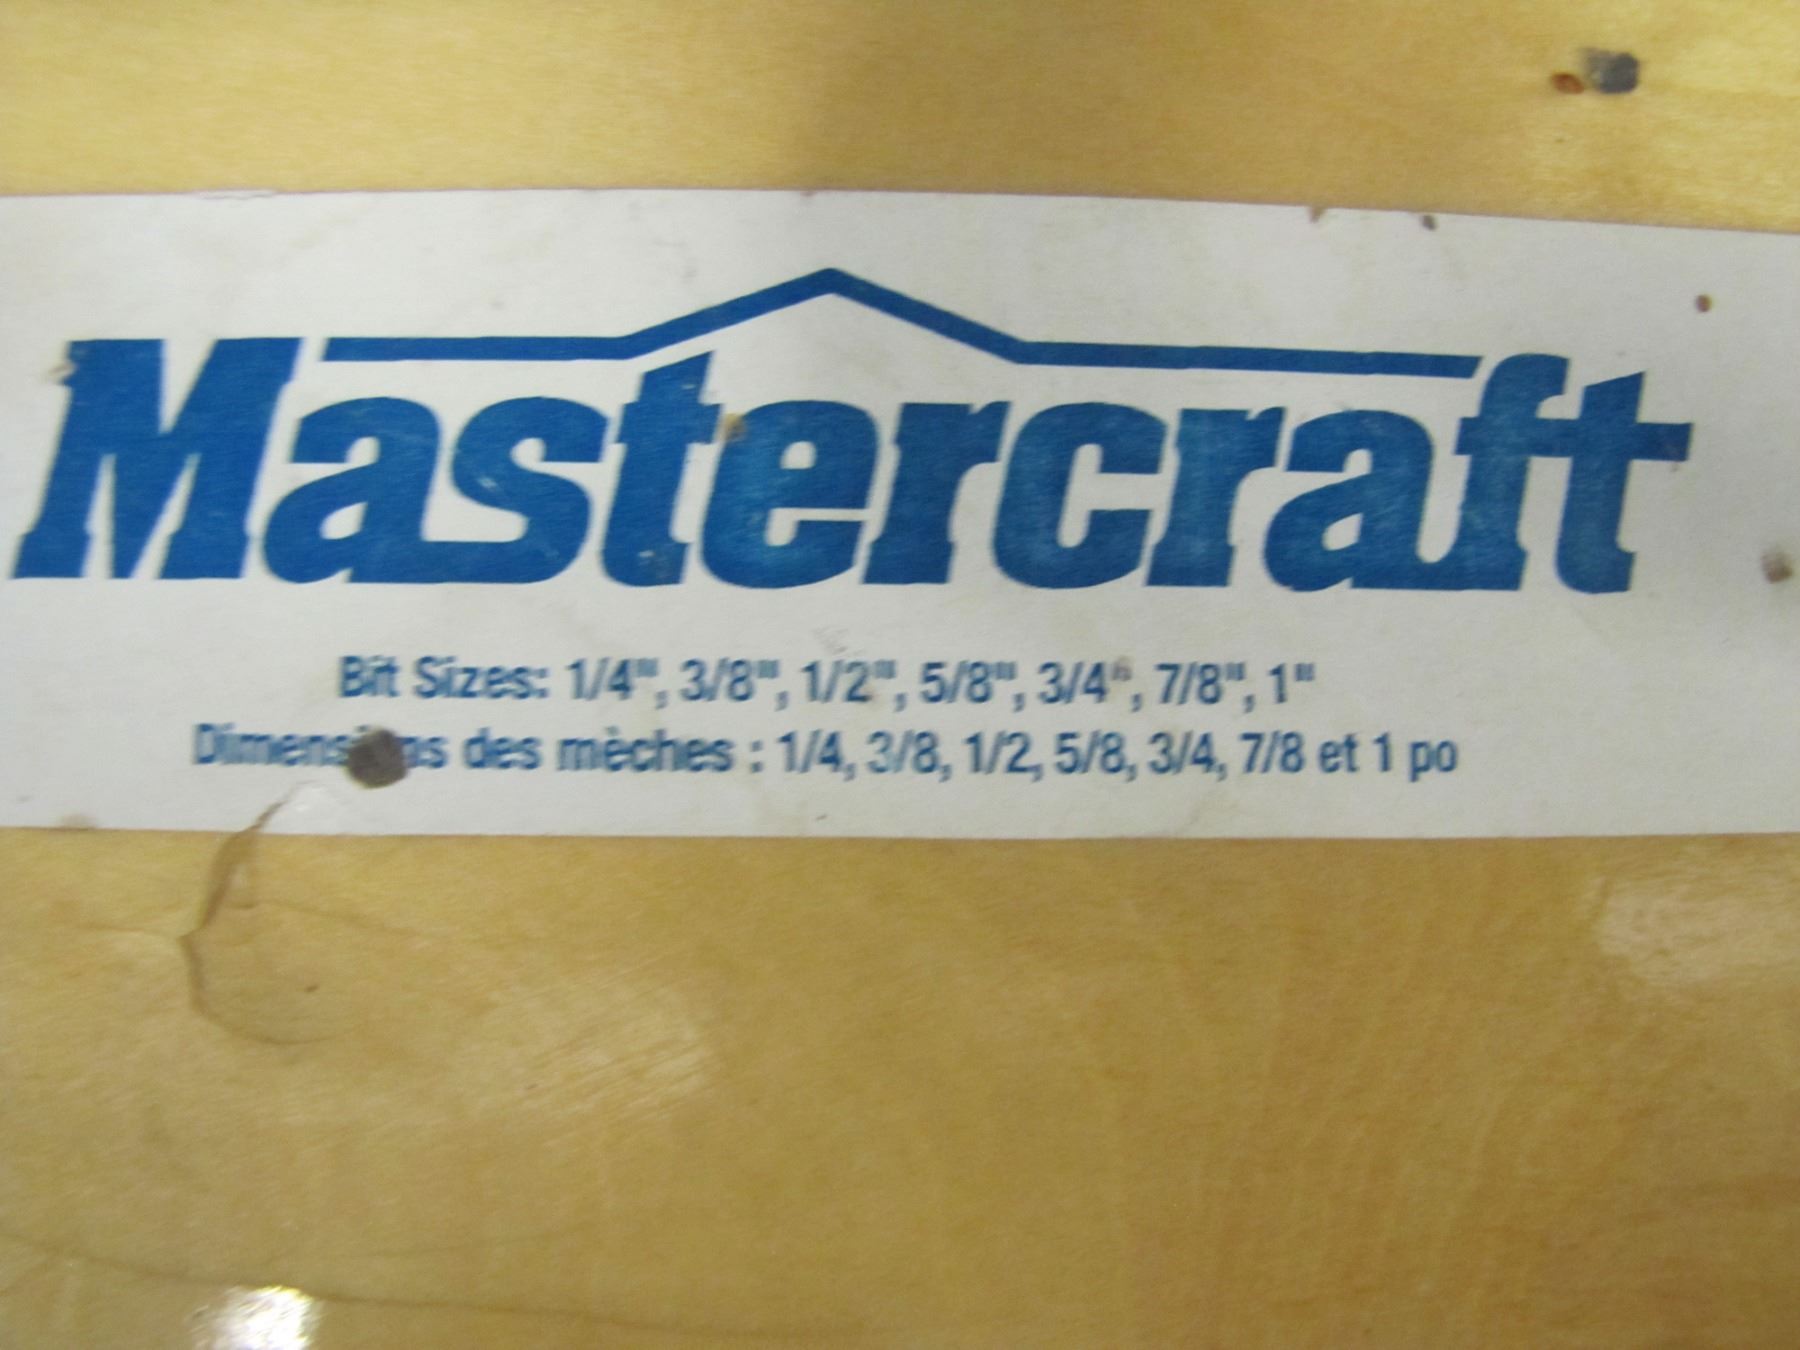 Mastercraft
Bit Sizes: 1/4", 3/8", 1/2", 5/8", 3/4", 7/8", 1"
Dimensions des mèches : 1/4, 3/8, 1/2, 5/8, 3/4, 7/8 et 1 po